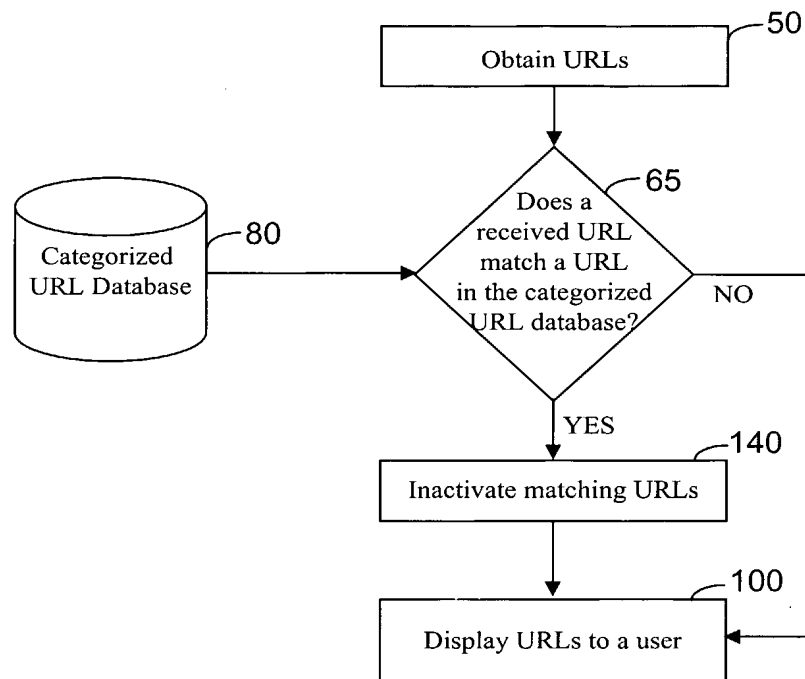 50
Obtain URLs
65
Does a
received URL
match a URL
in the categorized
URL database?
80
Categorized
URL Database
NO
YES
140
Inactivate matching URLs
100
Display URLs to a user